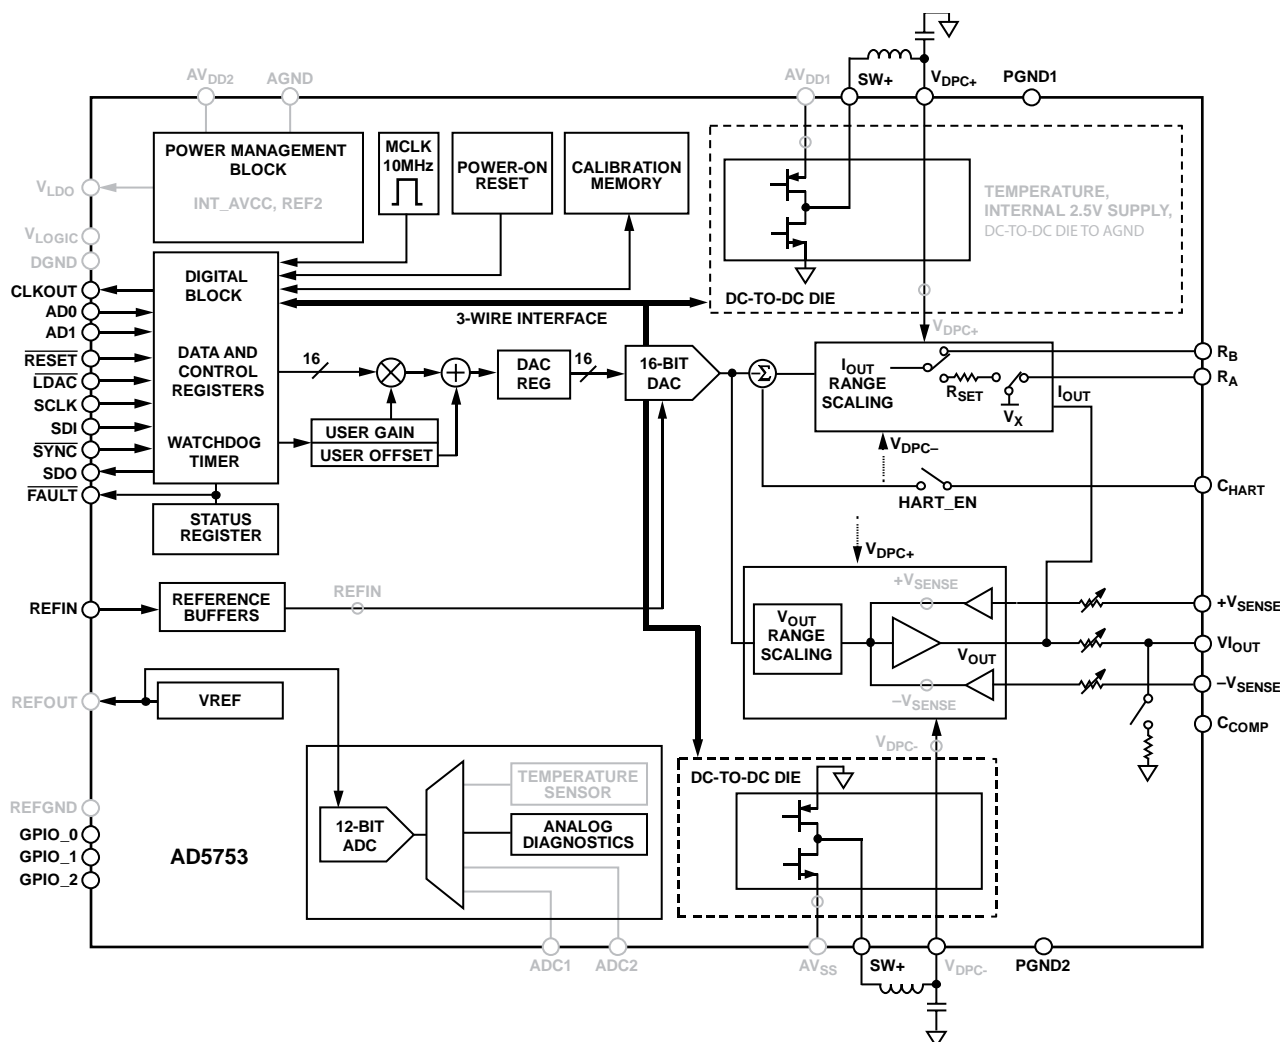 AVDD2
AGND
AVDD1
SW+
VDPC+
PGND1
POWER MANAGEMENT
BLOCK
INT_AVCC, REF2
MCLK
10MHz
POWER-ON
RESET
CALIBRATION
MEMORY
TEMPERATURE,
INTERNAL 2.5V SUPPLY,
DC-TO-DC DIE TO AGND
DC-TO-DC DIE
VLDO
VLOGIC
DGND
CLKOUT
AD0
AD1
RESET
LDAC
SCLK
SDI
SYNC
SDO
FAULT
DIGITAL
BLOCK
DATA AND
CONTROL
REGISTERS
WATCHDOG
TIMER
STATUS
REGISTER
3-WIRE INTERFACE
16
USER GAIN
USER OFFSET
DAC
REG
16
16-BIT
DAC
–Σ
VDPC+
IOUT
RANGE
SCALING
RSET
VX
IOUT
RB
RA
VDPC–
HART_EN
CHART
VDPC+
REFIN
REFERENCE
BUFFERS
REFIN
+VSENSE
VOUT
RANGE
SCALING
VOUT
–VSENSE
+VSENSE
VIOUT
–VSENSE
CCOMP
REFOUT
VREF
VDPC-
DC-TO-DC DIE
TEMPERATURE
SENSOR
12-BIT
ADC
ANALOG
DIAGNOSTICS
REFGND
GPIO_0
GPIO_1
GPIO_2
AD5753
ADC1
ADC2
AVSS
SW+
VDPC-
PGND2